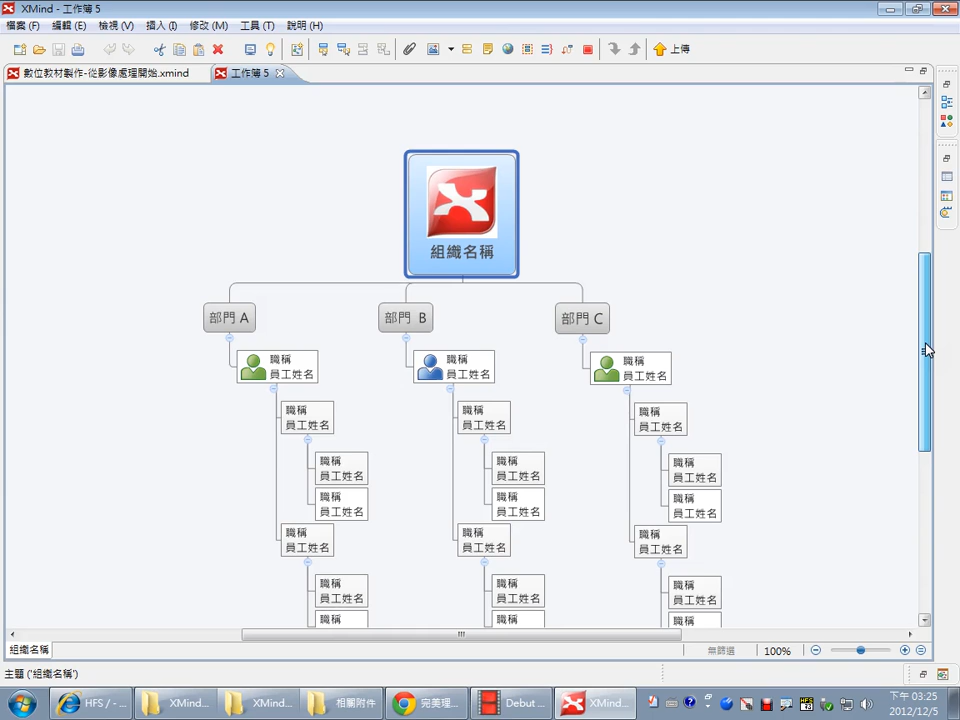 XMind - 工作簿 5
檔案 (F) 編輯 (E) 檢視 (V) 插入 (I) 修改 (M) 工具 (T) 說明 (H)
上傳
數位教材製作-從影像處理開始.xmind
工作簿 5
組織名稱
部門 A
部門 B
部門 C
職稱
員工姓名
職稱
員工姓名
職稱
員工姓名
職稱
員工姓名
職稱
員工姓名
職稱
員工姓名
職稱
員工姓名
職稱
員工姓名
職稱
員工姓名
職稱
員工姓名
職稱
員工姓名
職稱
員工姓名
職稱
員工姓名
職稱
員工姓名
職稱
員工姓名
職稱
員工姓名
職稱
員工姓名
職稱
員工姓名
職稱
職稱
職稱
組織名稱
無篩選
100%
主題 ('組織名稱')
HFS / - ...
XMind...
XMind...
相關附件
完美理...
Debut ...
XMind...
下午 03:25
2012/12/5